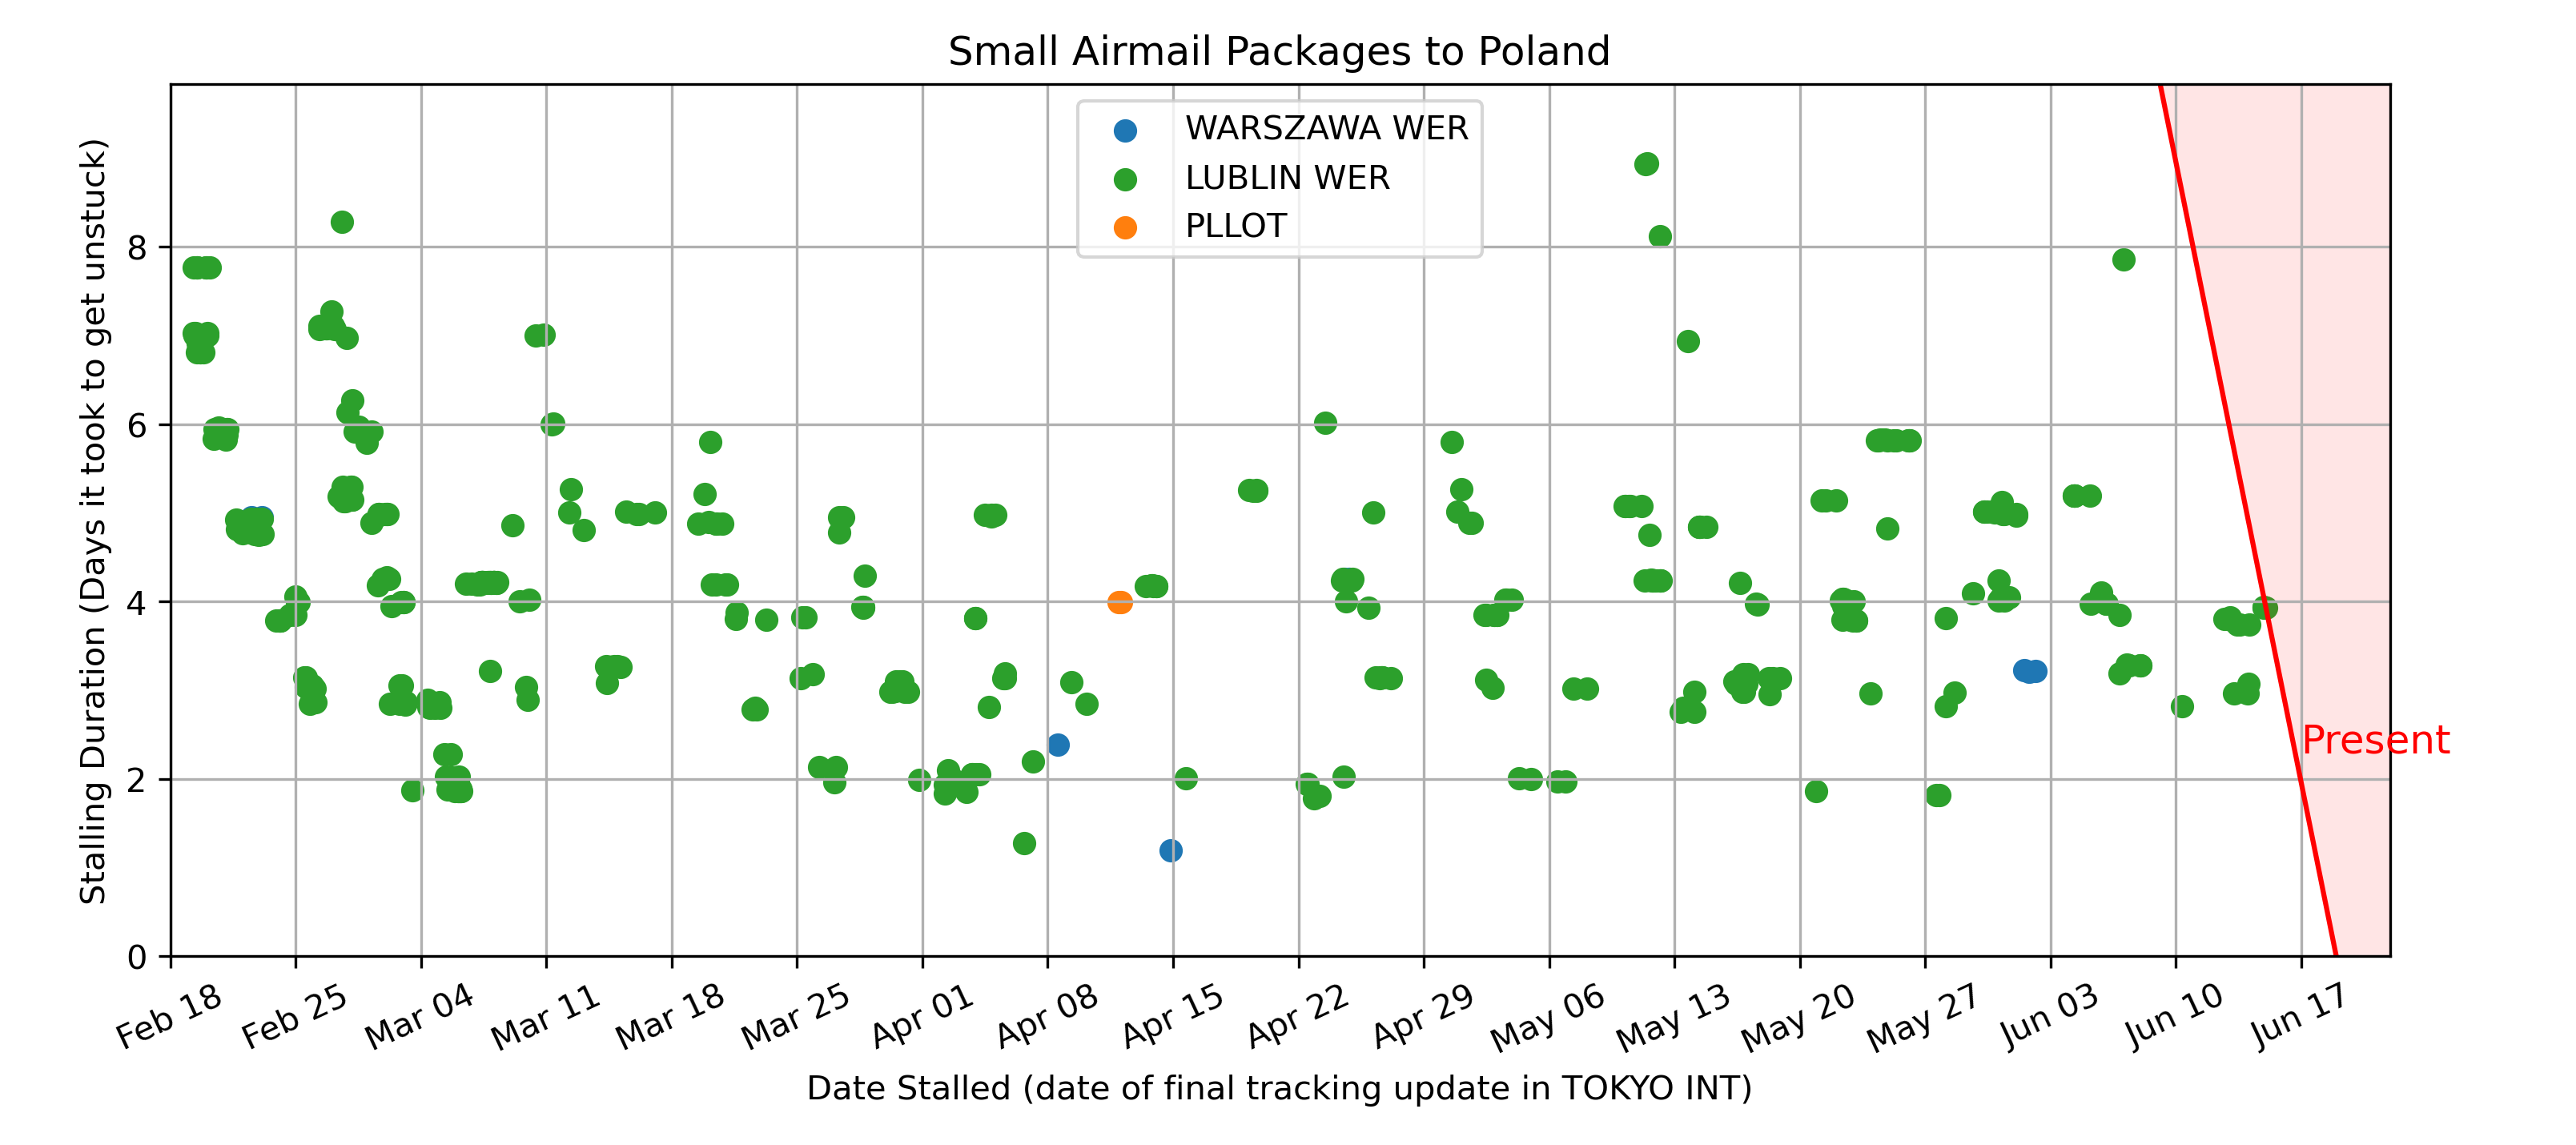 Small Airmail Packages to Poland
WARSZAWA WER
LUBLIN WER
PLLOT
Stalling Duration (Days it took to get unstuck)
8
6
4
2
0
Present
Feb 18
Feb 25
Mar 04
Mar 11
Mar 18
Mar 25
Apr 01
Apr 08
Apr 15
Apr 22
Apr 29
May 06
May 13
May 20
May 27
Jun 03
Jun 10
Jun 17
Date Stalled (date of final tracking update in TOKYO INT)